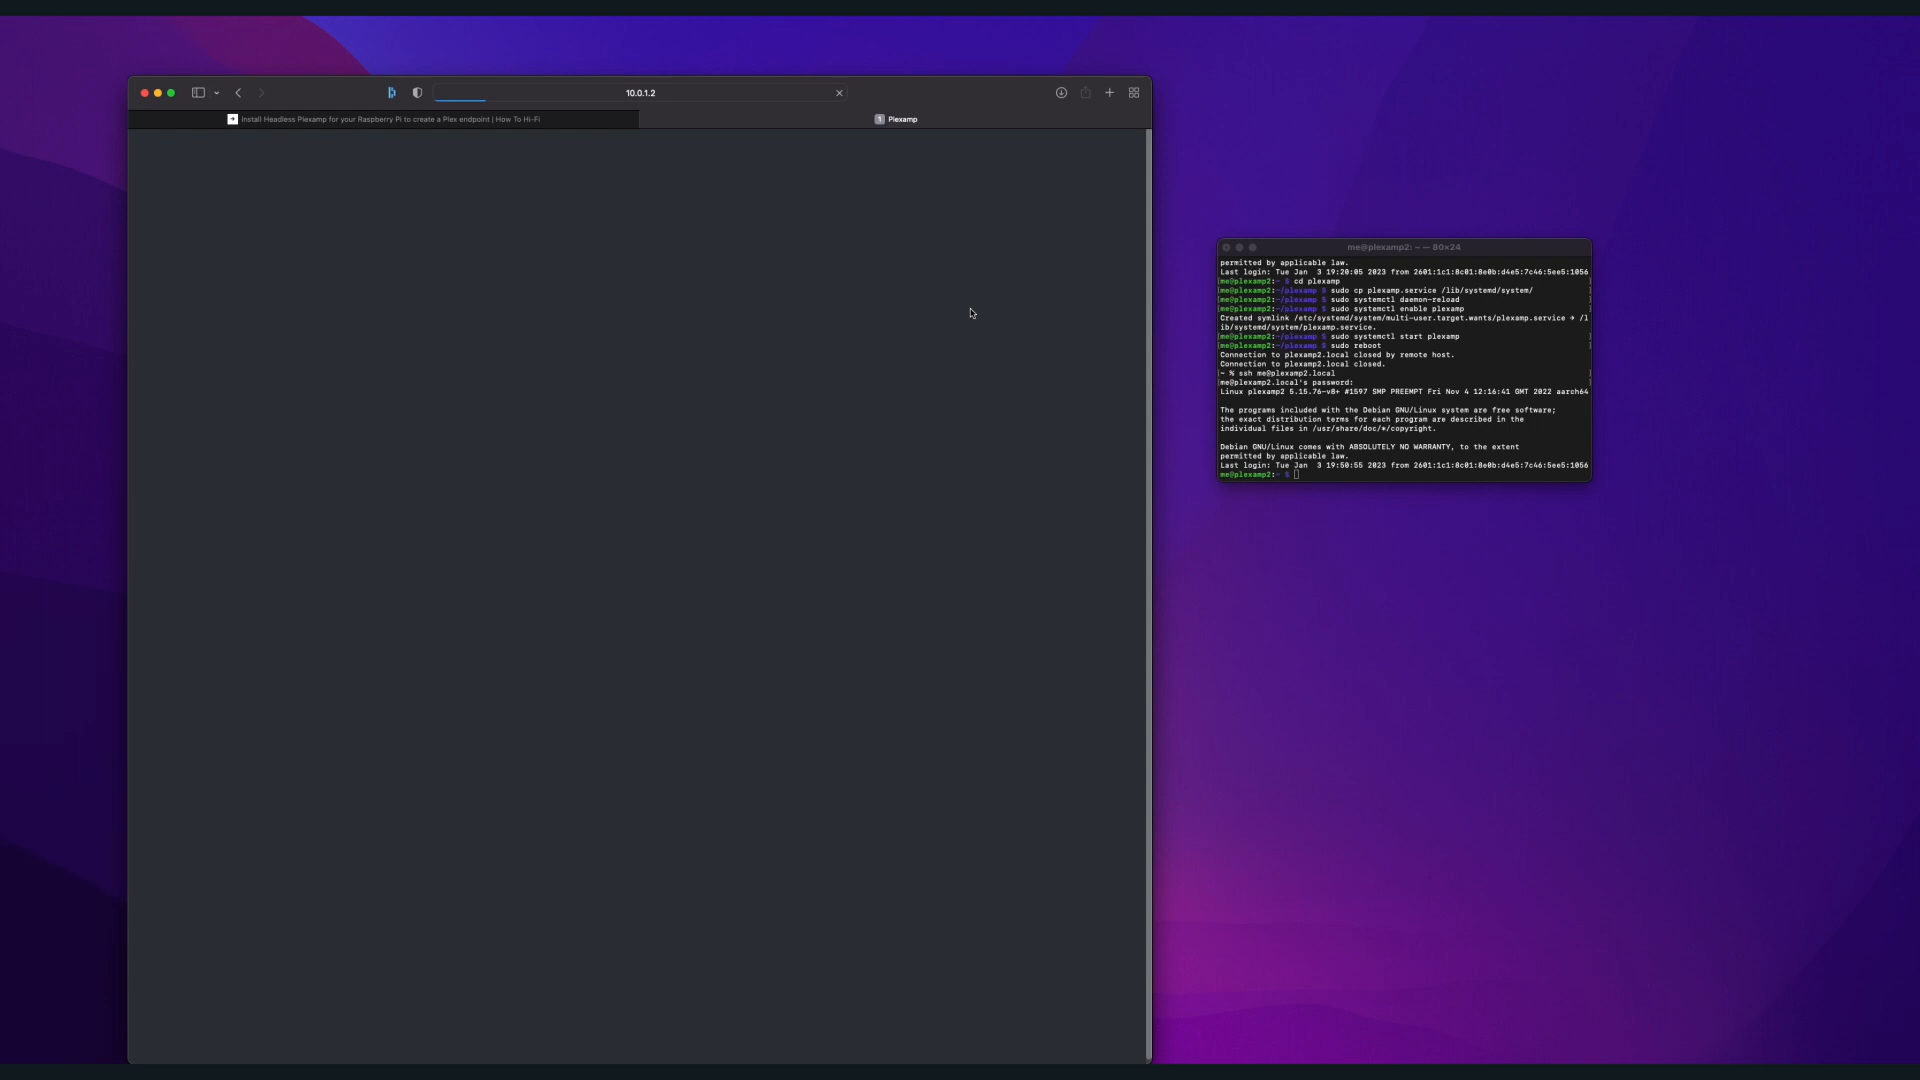 10.0.1.2
Install Headless Plexamp for your Raspberry Pi to create a Plex endpoint | How To Hi-Fi
1 Plexamp
me@plexamp2: ~ — 80×24
permitted by applicable law.
Last login: Tue Jan  3 19:20:05 2023 from 2601:1c1:8c01:8e0b:d4e5:7c46:5ee5:1056
[me@plexamp2:~ $ cd plexamp ]
[me@plexamp2:~/plexamp $ sudo cp plexamp.service /lib/systemd/system/ ]
[me@plexamp2:~/plexamp $ sudo systemctl daemon-reload ]
[me@plexamp2:~/plexamp $ sudo systemctl enable plexamp ]
Created symlink /etc/systemd/system/multi-user.target.wants/plexamp.service → /l
ib/systemd/system/plexamp.service.
[me@plexamp2:~/plexamp $ sudo systemctl start plexamp ]
[me@plexamp2:~/plexamp $ sudo reboot ]
Connection to plexamp2.local closed by remote host.
Connection to plexamp2.local closed.
[~ % ssh me@plexamp2.local ]
[me@plexamp2.local's password: ]
Linux plexamp2 5.15.76-v8+ #1597 SMP PREEMPT Fri Nov 4 12:16:41 GMT 2022 aarch64
The programs included with the Debian GNU/Linux system are free software;
the exact distribution terms for each program are described in the
individual files in /usr/share/doc/*/copyright.
Debian GNU/Linux comes with ABSOLUTELY NO WARRANTY, to the extent
permitted by applicable law.
Last login: Tue Jan  3 19:50:55 2023 from 2601:1c1:8c01:8e0b:d4e5:7c46:5ee5:1056
me@plexamp2:~ $